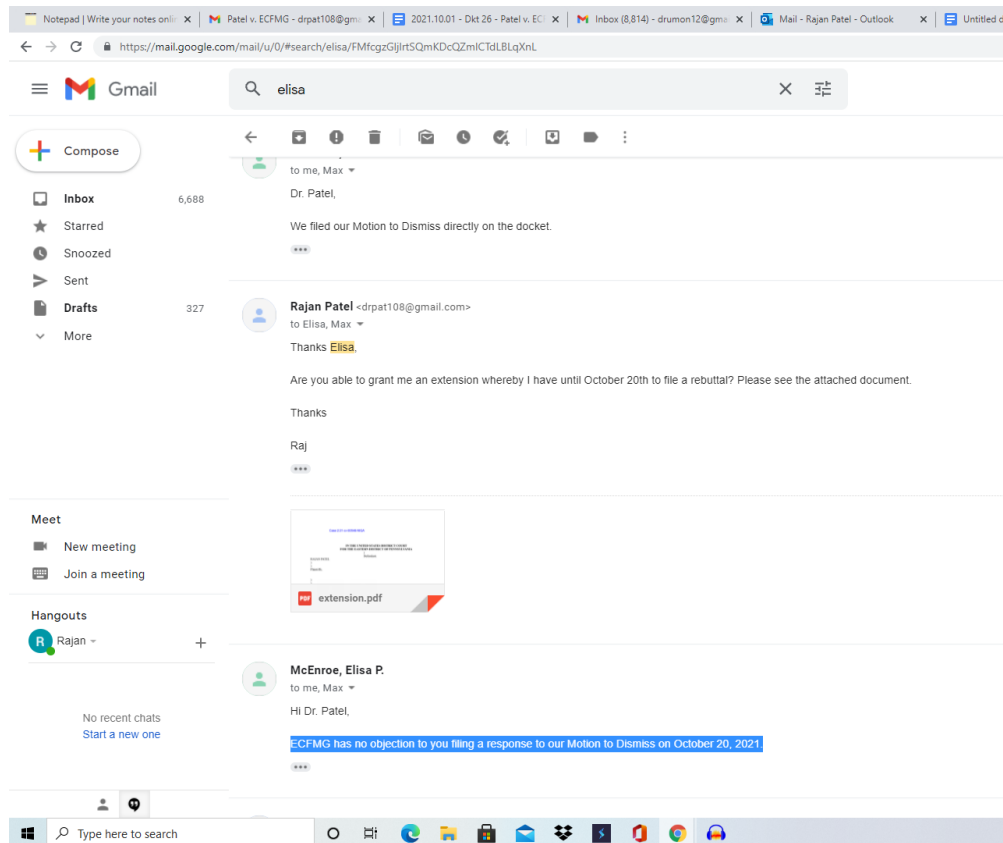 Notepad | Write your notes onli
Patel v. ECFMG - drpat108@gma
2021.10.01 - Dkt 26 - Patel v. EC
Inbox (8,814) - drumon12@gma
Mail - Rajan Patel - Outlook
Untitled d
https://mail.google.com/mail/u/0/#search/elisa/FMfcgzGljlrtSQmKDcQZmlCTdLBLqXnL
Gmail
elisa
Compose
to me, Max
Inbox 6,688
Dr. Patel,
Starred
We filed our Motion to Dismiss directly on the docket.
Snoozed
Sent
Drafts 327
Rajan Patel <drpat108@gmail.com>
to Elisa, Max
More
Thanks Elisa,
Are you able to grant me an extension whereby I have until October 20th to file a rebuttal? Please see the attached document.
Thanks
Raj
Meet
New meeting
Join a meeting
PDF extension.pdf
Hangouts
R Rajan
McEnroe, Elisa P.
to me, Max
Hi Dr. Patel,
No recent chats
Start a new one
ECFMG has no objection to you filing a response to our Motion to Dismiss on October 20, 2021.
Type here to search